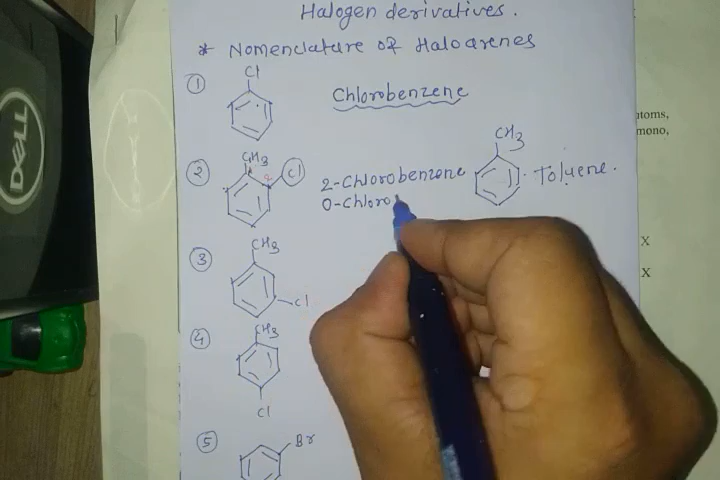 Halogen derivatives.
* Nomenclature of Haloarenes
① Cl
Chlorobenzene
② CH3 Cl
2-Chlorobenzene
O-Chloro
CH3
Toluene.
③ CH3
Cl
④ CH3
Cl
⑤ Br
DELL
atoms,
mono,
X
X